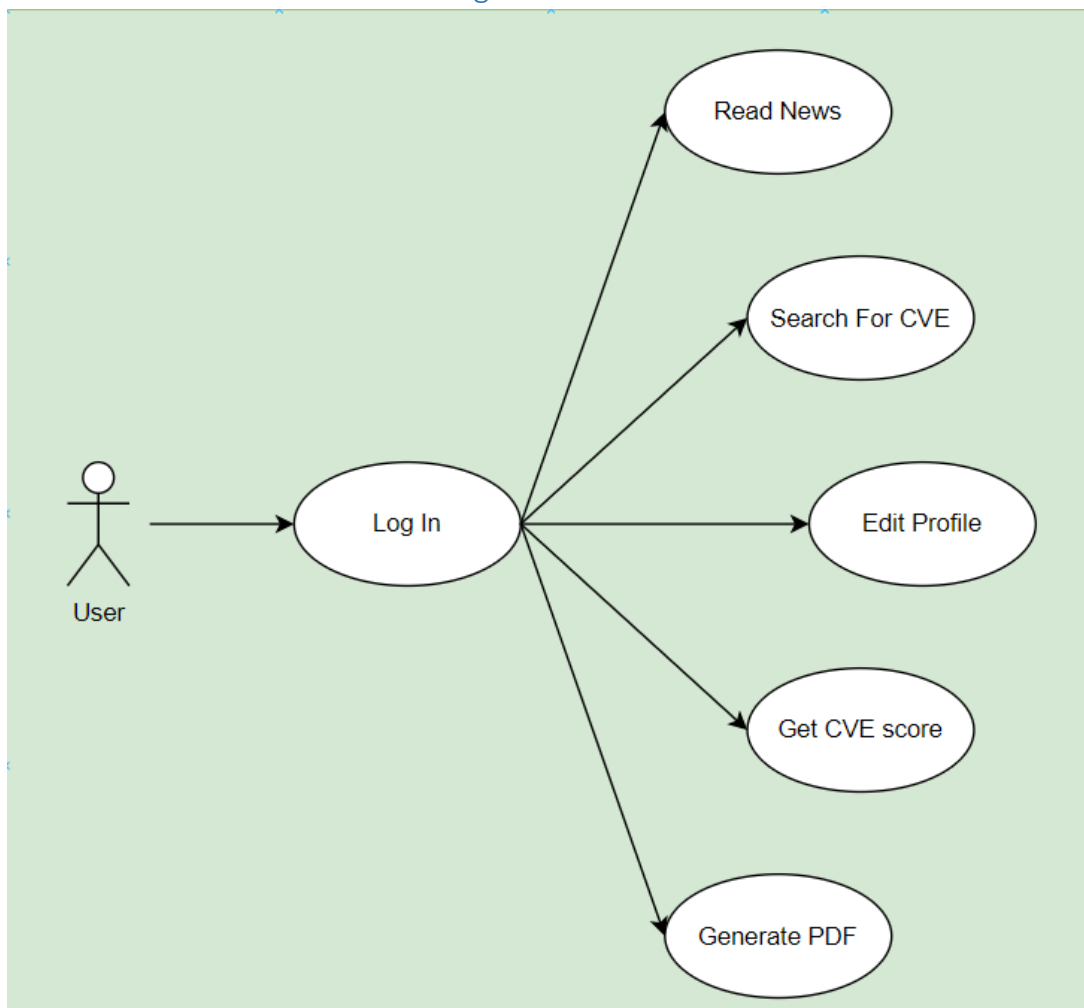 Read News
Search For CVE
Log In
Edit Profile
User
Get CVE score
Generate PDF